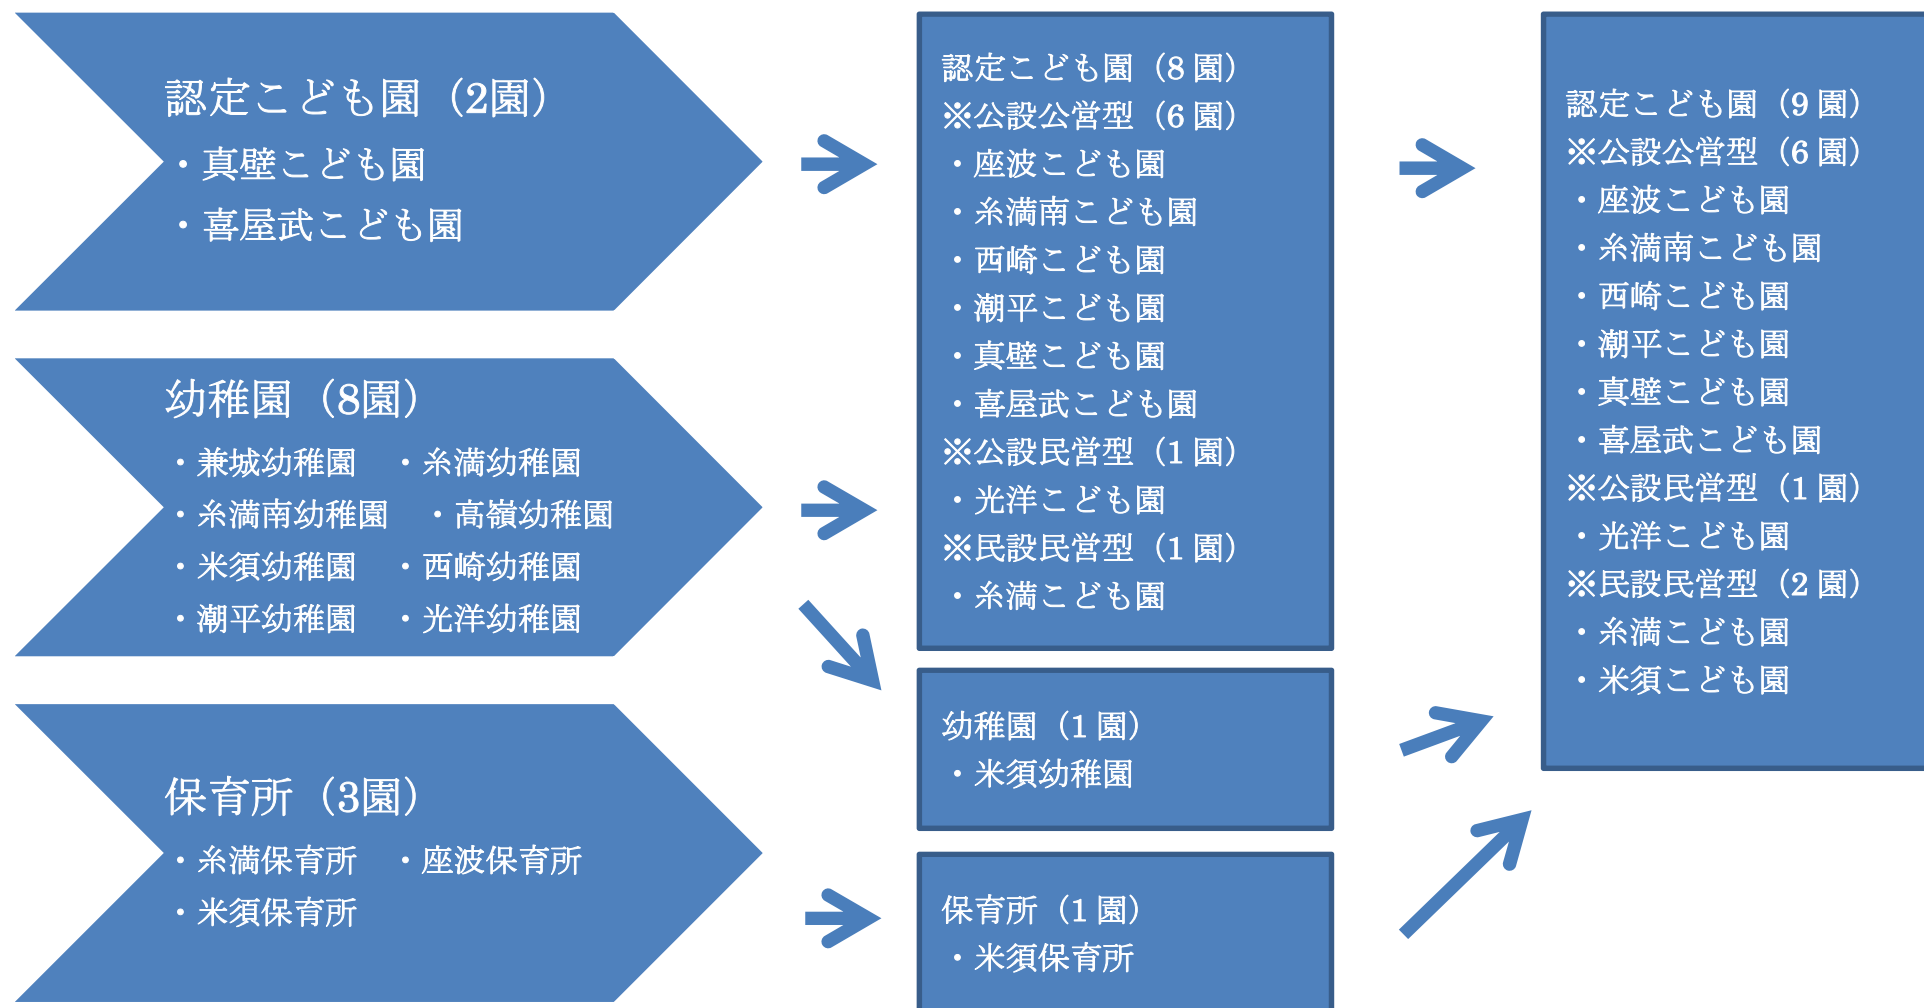 認定こども園（2園）
・真壁こども園
・喜屋武こども園
幼稚園（8園）
・兼城幼稚園　・糸満幼稚園
・糸満南幼稚園　・高嶺幼稚園
・米須幼稚園　・西崎幼稚園
・潮平幼稚園　・光洋幼稚園
保育所（3園）
・糸満保育所　・座波保育所
・米須保育所
認定こども園（8 園）
※公設公営型（6 園）
・座波こども園
・糸満南こども園
・西崎こども園
・潮平こども園
・真壁こども園
・喜屋武こども園
※公設民営型（1 園）
・光洋こども園
※民設民営型（1 園）
・糸満こども園
幼稚園（1 園）
・米須幼稚園
保育所（1 園）
・米須保育所
認定こども園（9 園）
※公設公営型（6 園）
・座波こども園
・糸満南こども園
・西崎こども園
・潮平こども園
・真壁こども園
・喜屋武こども園
※公設民営型（1 園）
・光洋こども園
※民設民営型（2 園）
・糸満こども園
・米須こども園